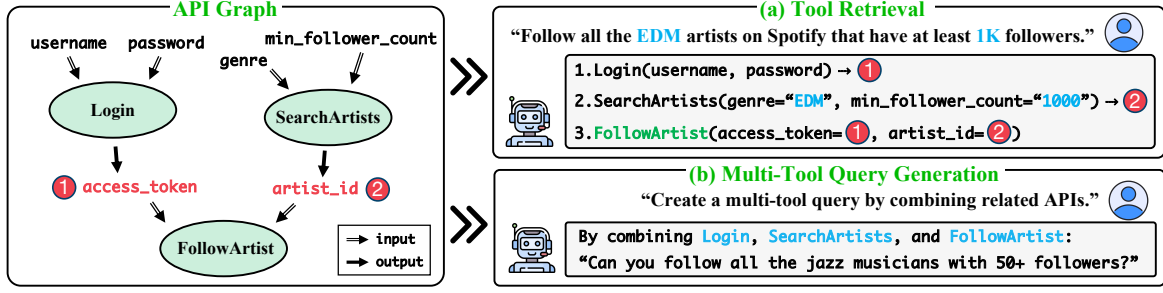 API Graph
username
password
min_follower_count
genre
Login
SearchArtists
1 access_token
artist_id 2
FollowArtist
input
output
(a) Tool Retrieval
“Follow all the EDM artists on Spotify that have at least 1K followers.”
1.Login(username, password) → 1
2.SearchArtists(genre=“EDM”, min_follower_count=“1000”) → 2
3.FollowArtist(access_token= 1, artist_id= 2)
(b) Multi-Tool Query Generation
“Create a multi-tool query by combining related APIs.”
By combining Login, SearchArtists, and FollowArtist:
“Can you follow all the jazz musicians with 50+ followers?”